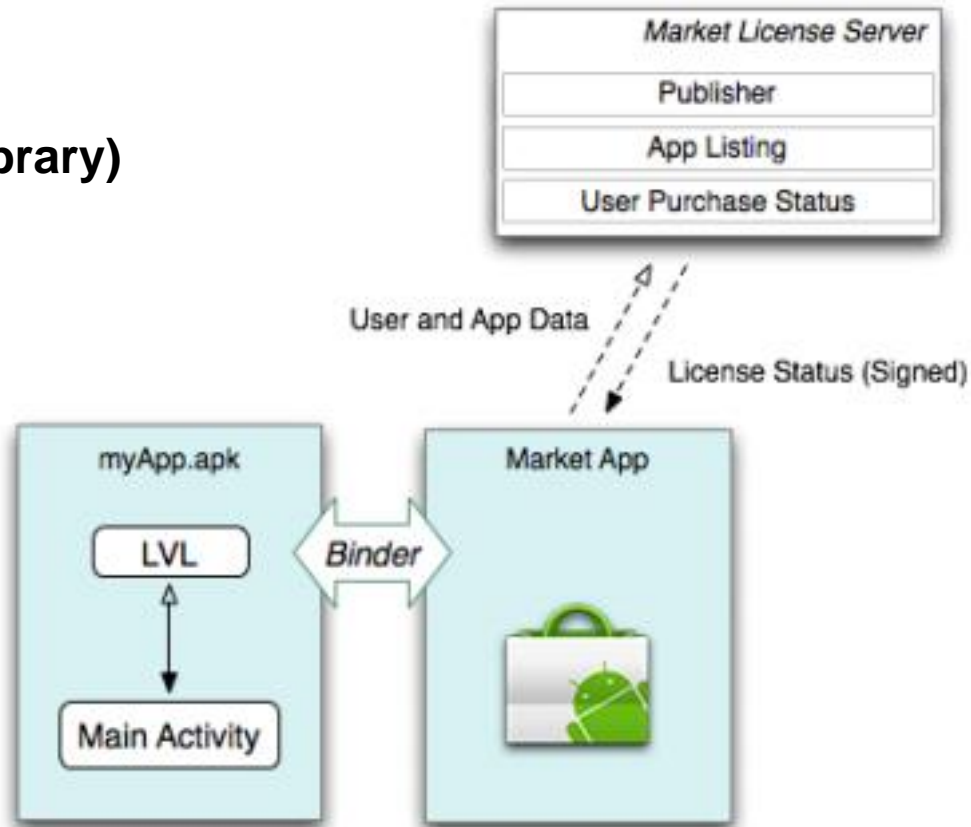 Market License Server
Publisher
App Listing
User Purchase Status
brary)
User and App Data
License Status (Signed)
myApp.apk
LVL
Main Activity
Binder
Market App